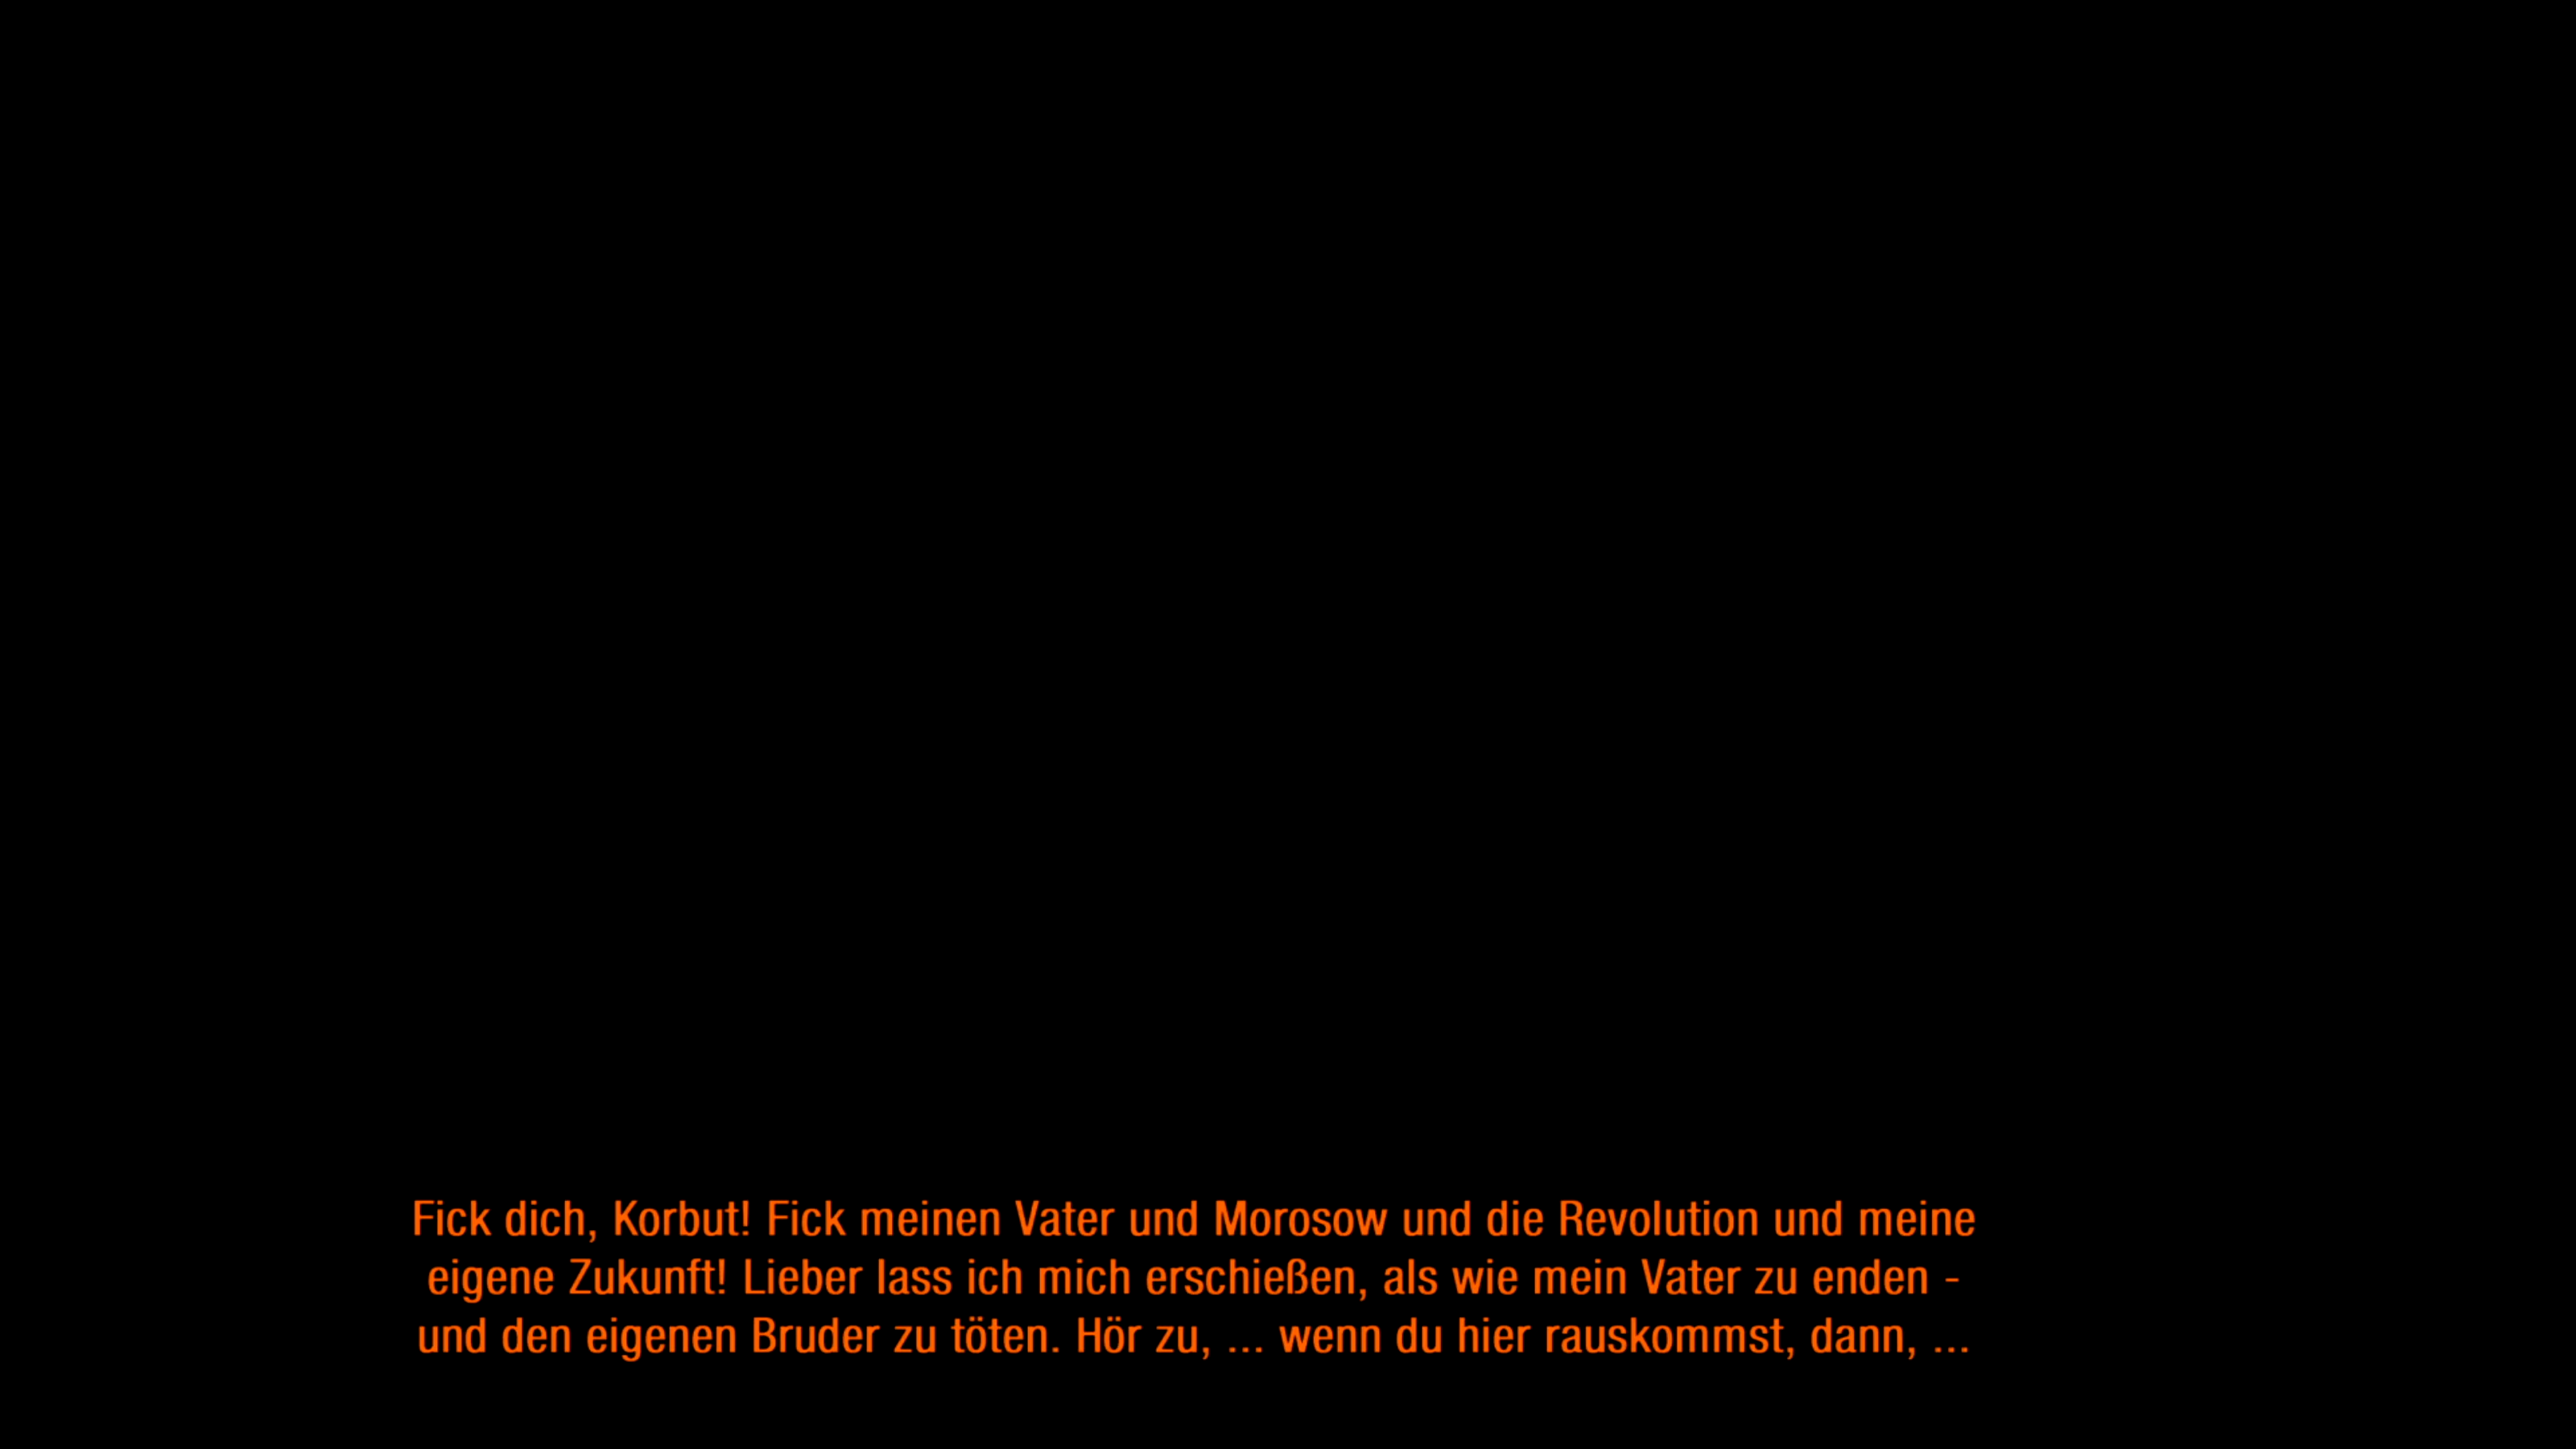 Fick dich, Korbut! Fick meinen Vater und Morosow und die Revolution und meine
eigene Zukunft! Lieber lass ich mich erschießen, als wie mein Vater zu enden -
und den eigenen Bruder zu töten. Hör zu, ... wenn du hier rauskommst, dann, ...